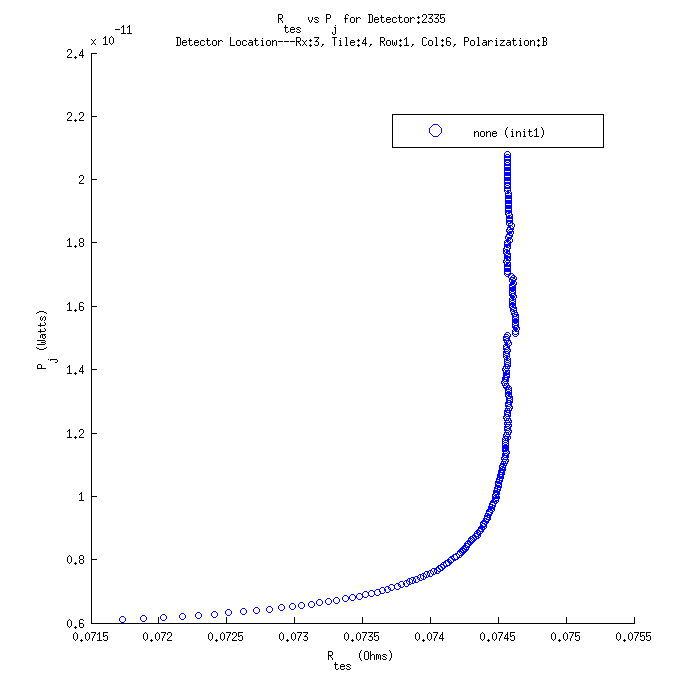 R_tes vs P_j for Detector:2335
Detector Location---Rx:3, Tile:4, Row:1, Col:6, Polarization:B
x 10^-11
2.4
2.2
none (init1)
2
1.8
1.6
1.4
1.2
1
0.8
0.6
P_j (Watts)
0.0715 0.072 0.0725 0.073 0.0735 0.074 0.0745 0.075 0.0755
R_tes (Ohms)